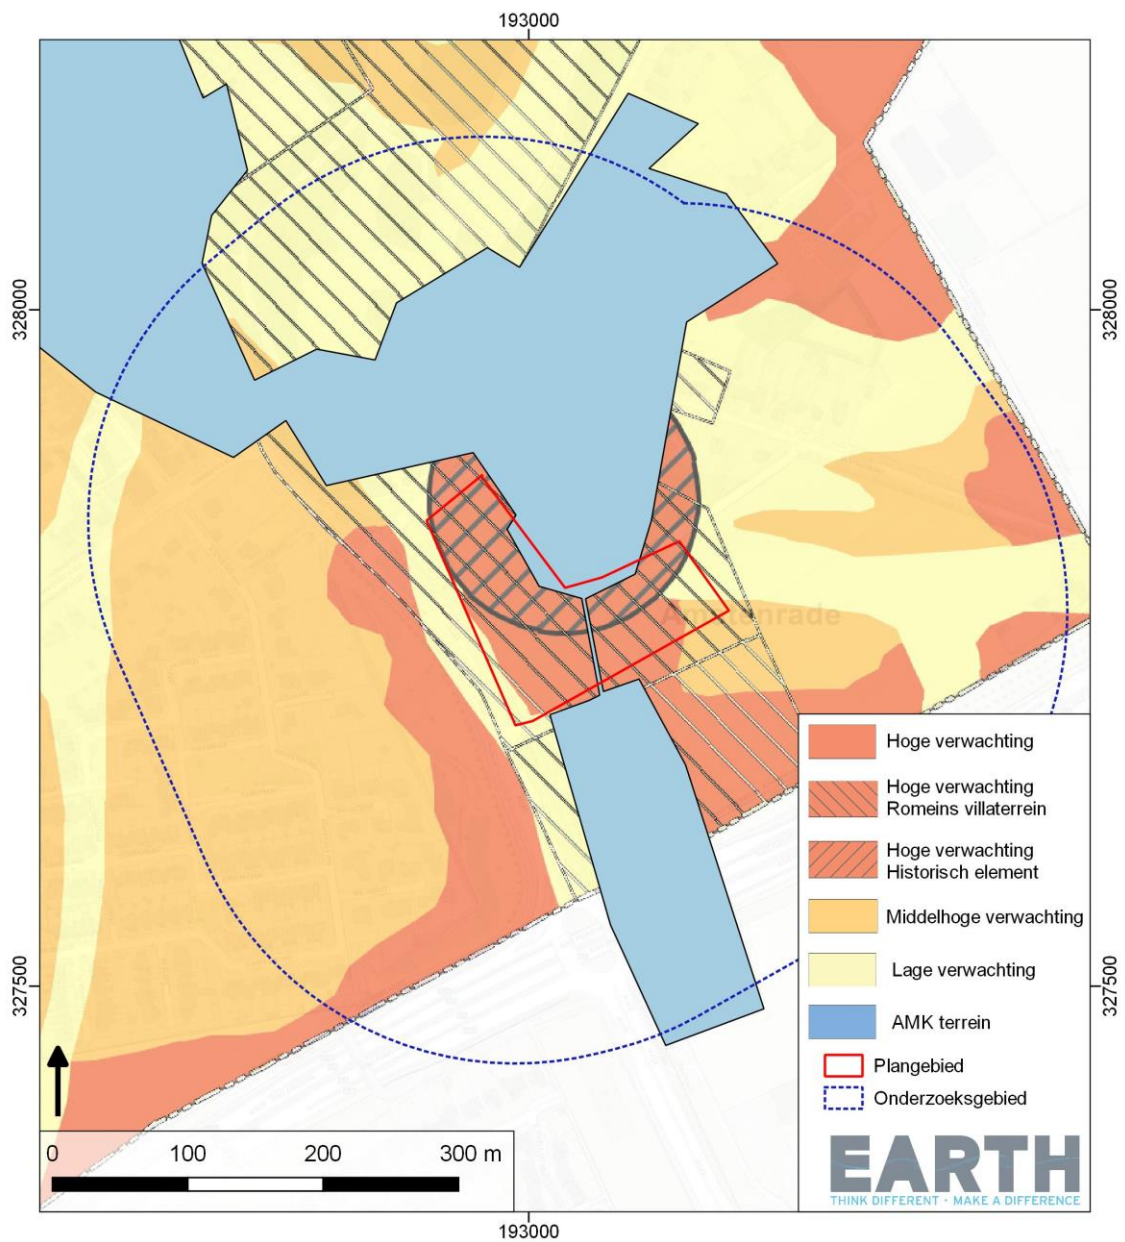 193000
328000
328000
Amstenrade
327500
327500
Hoge verwachting
Hoge verwachting
Romeins villaterrein
Hoge verwachting
Historisch element
Middelhoge verwachting
Lage verwachting
AMK terrein
Plangebied
Onderzoeksgebied
0 100 200 300 m
EARTH
THINK DIFFERENT - MAKE A DIFFERENCE
193000